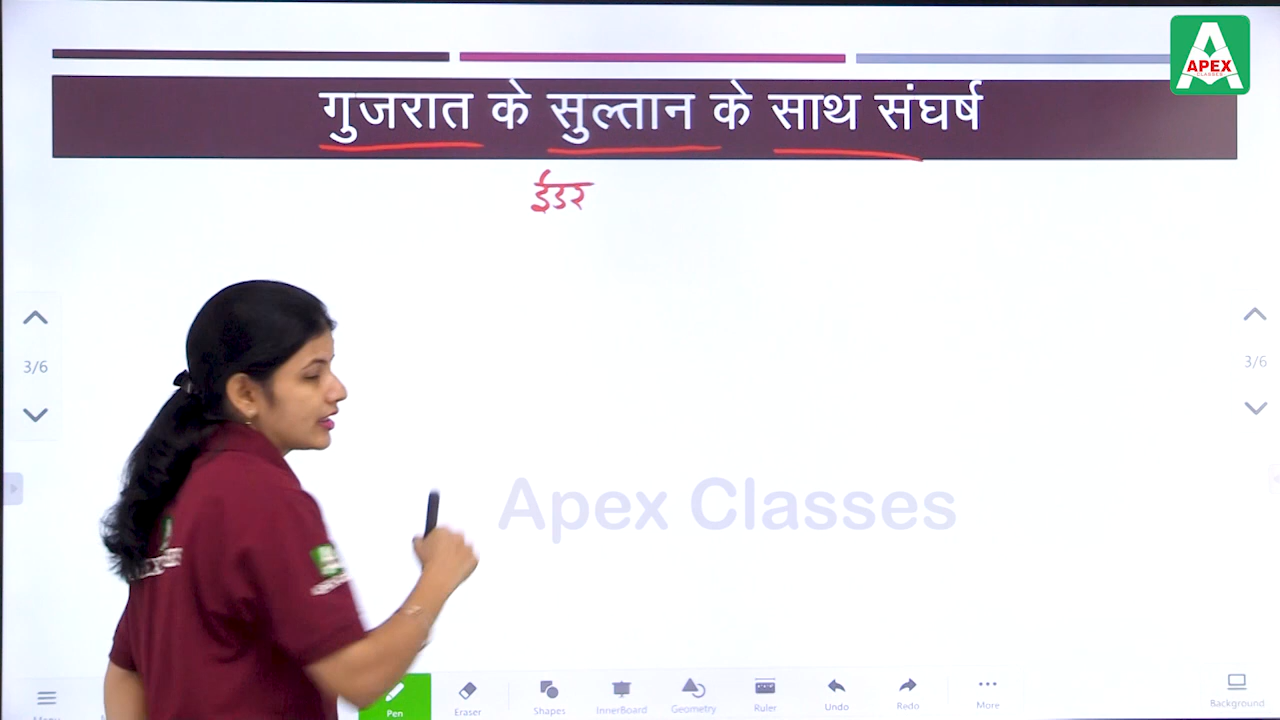 APEX
CLASSES
गुजरात के सुल्तान के साथ संघर्ष
ईडर
3/6
3/6
Apex Classes
Pen
Eraser
Shapes
InnerBoard
Geometry
Ruler
Undo
Redo
More
Background